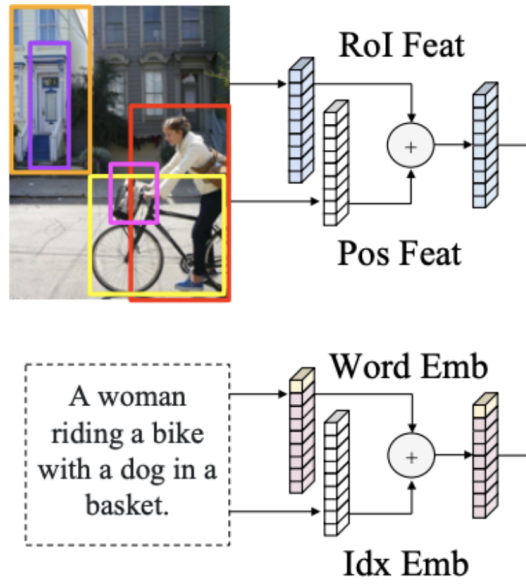 RoI Feat
+
Pos Feat
A woman
riding a bike
with a dog in a
basket.
Word Emb
+
Idx Emb